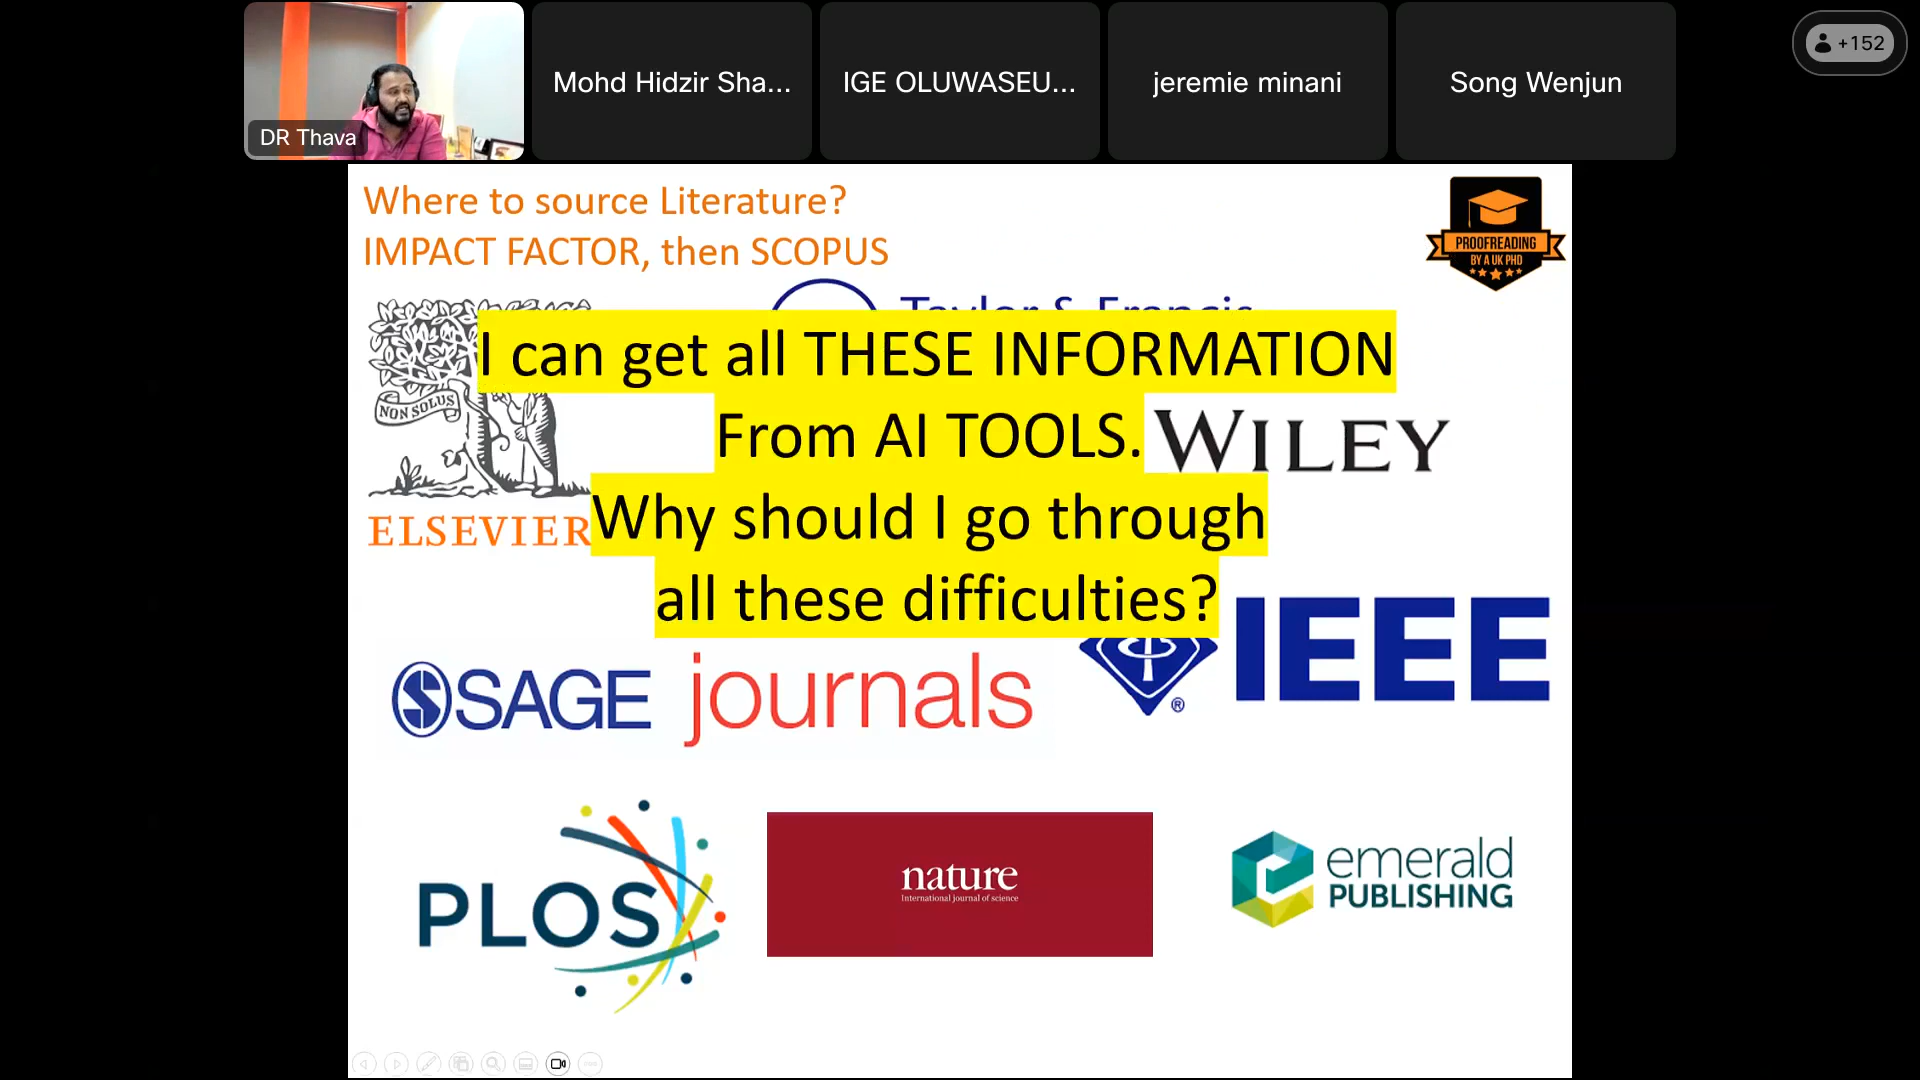 DR Thava
Mohd Hidzir Sha...
IGE OLUWASEU...
jeremie minani
Song Wenjun
+152
Where to source Literature?
IMPACT FACTOR, then SCOPUS
PROOFREADING
BY A UK PHD
Taylor & Francis
I can get all THESE INFORMATION
From AI TOOLS.
Why should I go through
all these difficulties?
NON SOLUS
ELSEVIER
WILEY
SAGE journals
IEEE
®
PLOS
nature
International journal of science
emerald
PUBLISHING